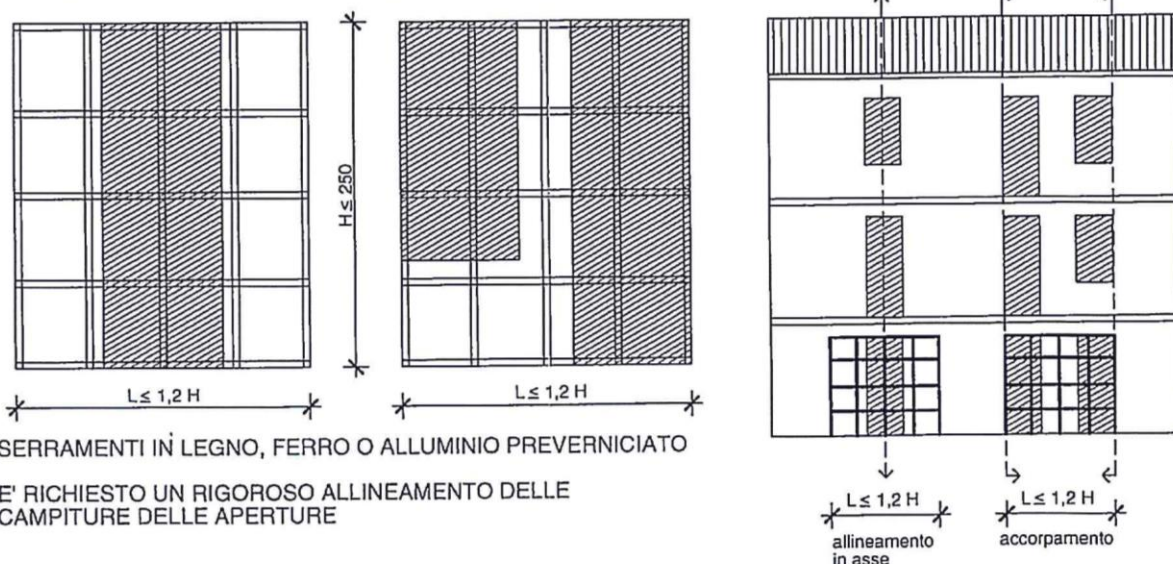 H ≤ 250
L ≤ 1,2 H
L ≤ 1,2 H
SERRAMENTI IN LEGNO, FERRO O ALLUMINIO PREVERNICIATO
E' RICHIESTO UN RIGOROSO ALLINEAMENTO DELLE
CAMPITURE DELLE APERTURE
L ≤ 1,2 H
L ≤ 1,2 H
allineamento
in asse
accorpamento